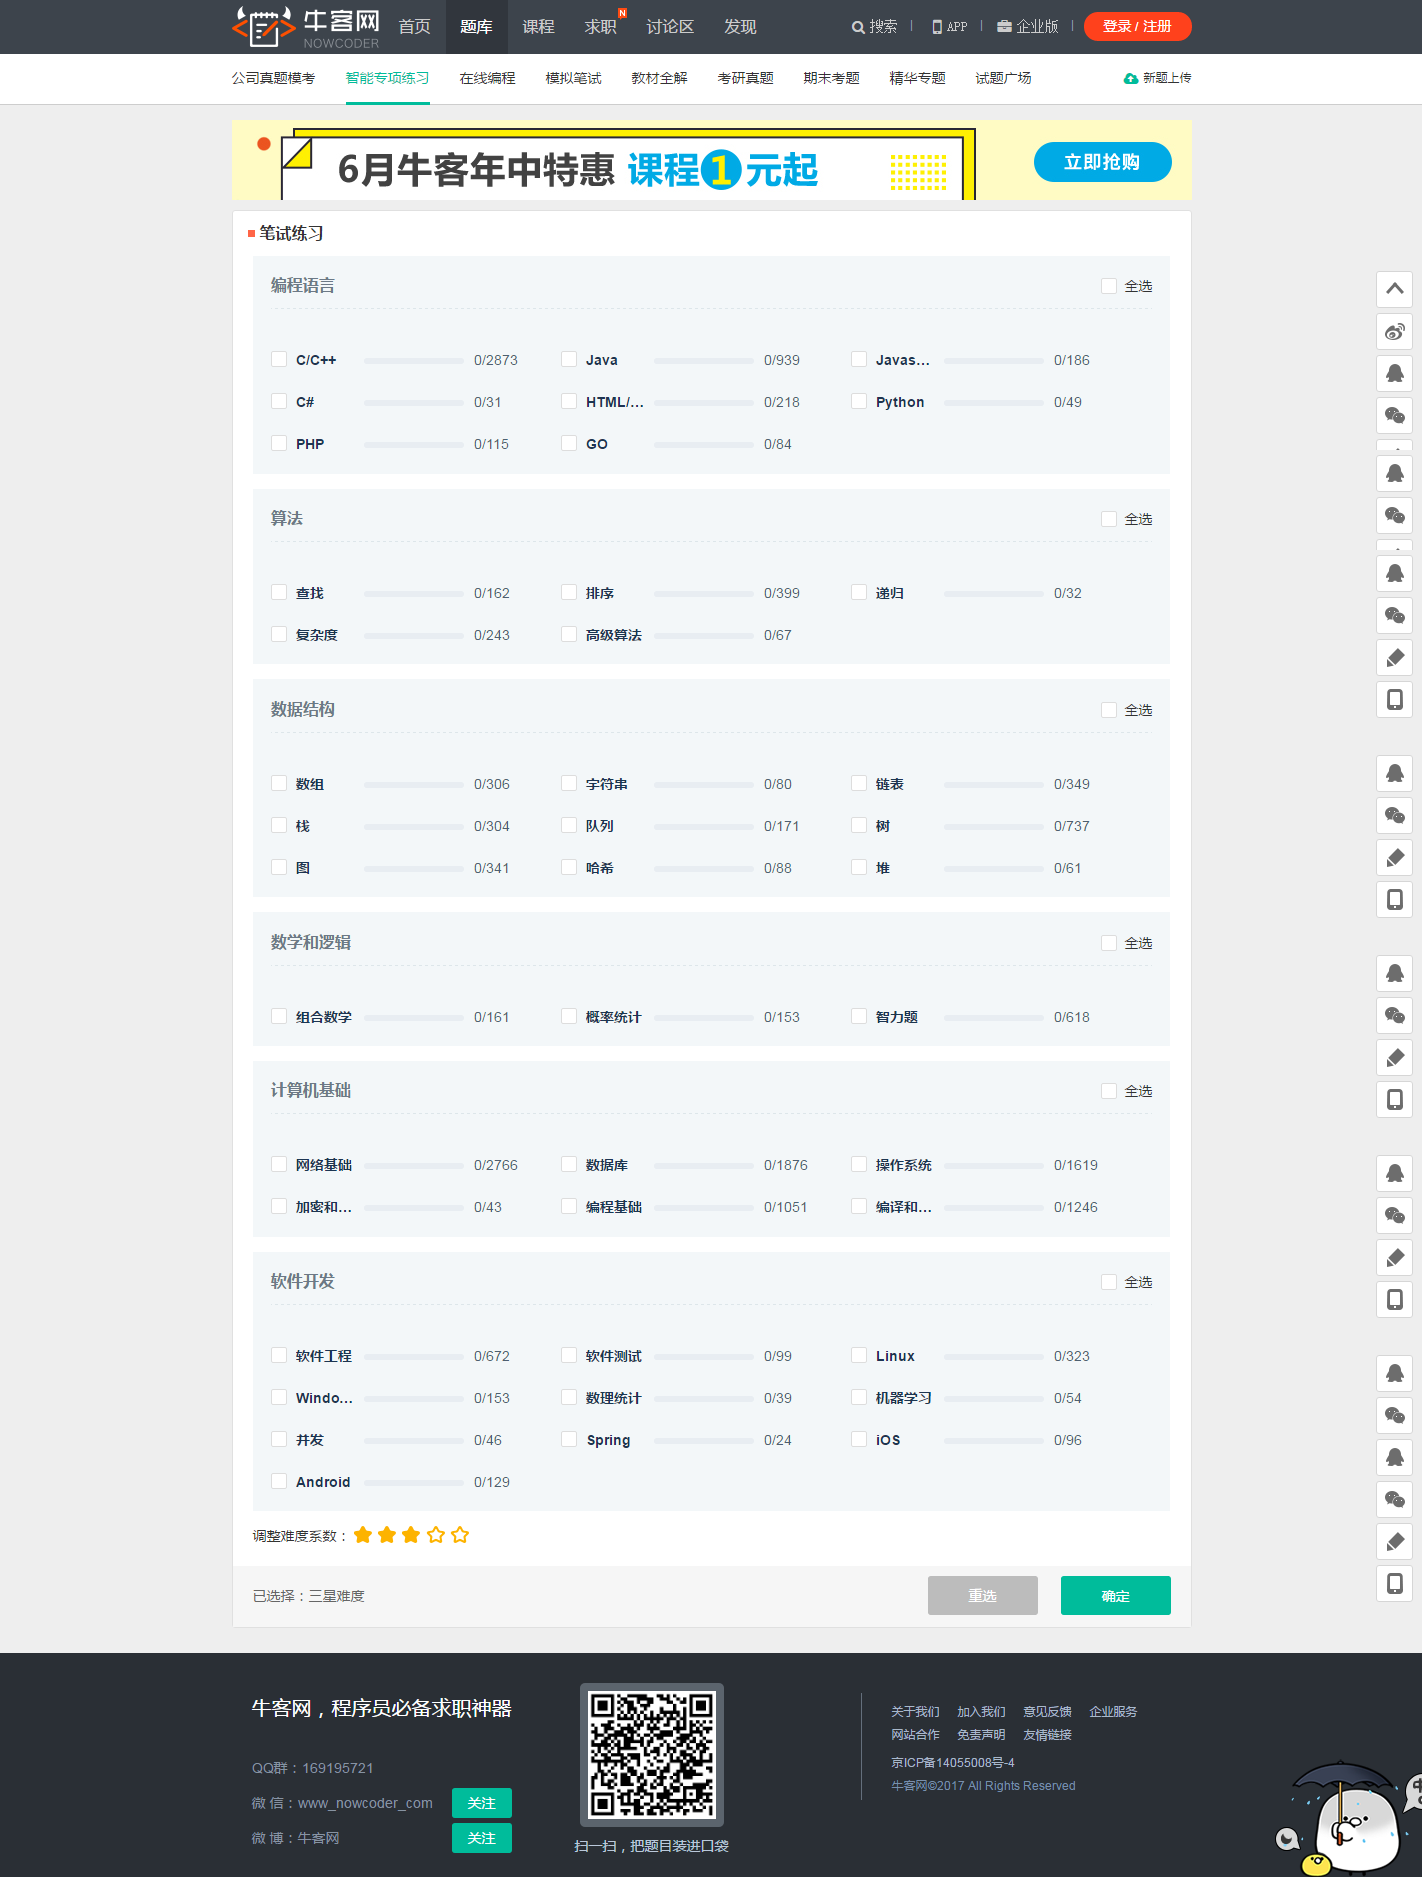 牛客网 NOWCODER 首页 题库 课程 求职 N 讨论区 发现 搜索 | APP | 企业版 | 登录 / 注册
公司真题模考 智能专项练习 在线编程 模拟笔试 教材全解 考研真题 期末考题 精华专题 试题广场 新题上传
6月牛客年中特惠 课程1元起 立即抢购
笔试练习
编程语言 全选
C/C++ 0/2873 Java 0/939 Javas... 0/186
C# 0/31 HTML/... 0/218 Python 0/49
PHP 0/115 GO 0/84
算法 全选
查找 0/162 排序 0/399 递归 0/32
复杂度 0/243 高级算法 0/67
数据结构 全选
数组 0/306 字符串 0/80 链表 0/349
栈 0/304 队列 0/171 树 0/737
图 0/341 哈希 0/88 堆 0/61
数学和逻辑 全选
组合数学 0/161 概率统计 0/153 智力题 0/618
计算机基础 全选
网络基础 0/2766 数据库 0/1876 操作系统 0/1619
加密和... 0/43 编程基础 0/1051 编译和... 0/1246
软件开发 全选
软件工程 0/672 软件测试 0/99 Linux 0/323
Windo... 0/153 数理统计 0/39 机器学习 0/54
并发 0/46 Spring 0/24 iOS 0/96
Android 0/129
调整难度系数：
已选择：三星难度 重选 确定
牛客网，程序员必备求职神器
QQ群：169195721
微 信：www_nowcoder_com 关注
微 博：牛客网 关注
扫一扫，把题目装进口袋
关于我们 加入我们 意见反馈 企业服务
网站合作 免责声明 友情链接
京ICP备14055008号-4
牛客网©2017 All Rights Reserved